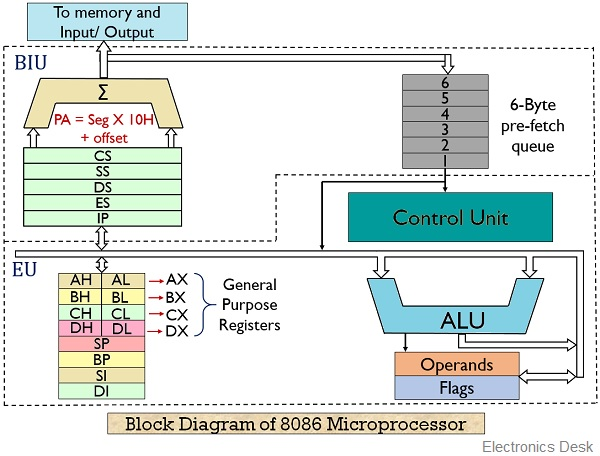 To memory and
Input/ Output
BIU
Σ
PA = Seg X 10H
+ offset
CS
SS
DS
ES
IP
6
5
4
3
2
1
6-Byte
pre-fetch
queue
Control Unit
EU
AH AL AX
BH BL BX
CH CL CX
DH DL DX
SP
BP
SI
DI
General
Purpose
Registers
ALU
Operands
Flags
Block Diagram of 8086 Microprocessor
Electronics Desk